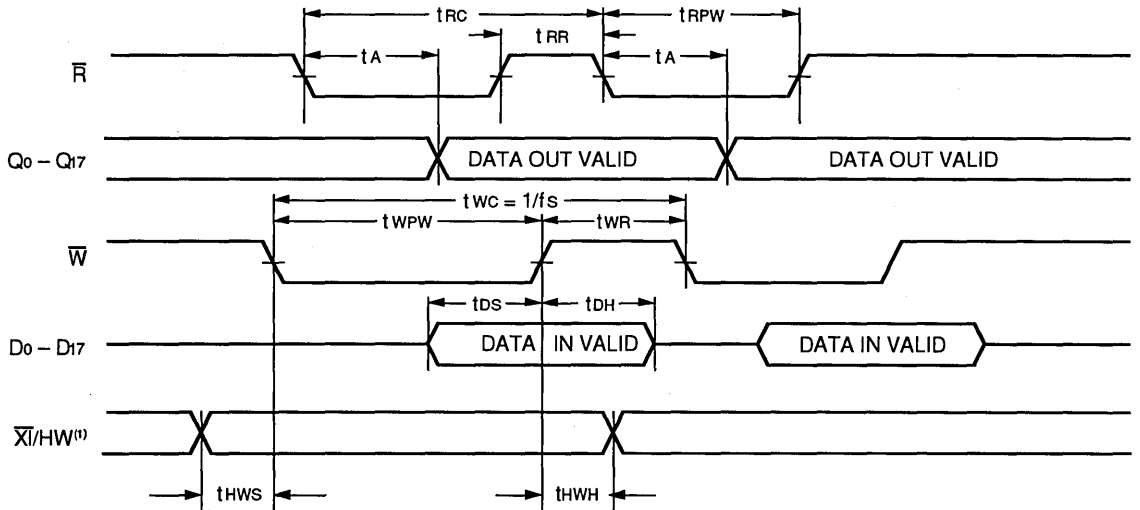 tRC
tRPW
tRR
tA
tA
R̅
Q0 – Q17
DATA OUT VALID
DATA OUT VALID
tWC = 1/fS
tWPW
tWR
W̅
tDS
tDH
D0 – D17
DATA IN VALID
DATA IN VALID
X̅I̅/HW(1)
tHWS
tHWH